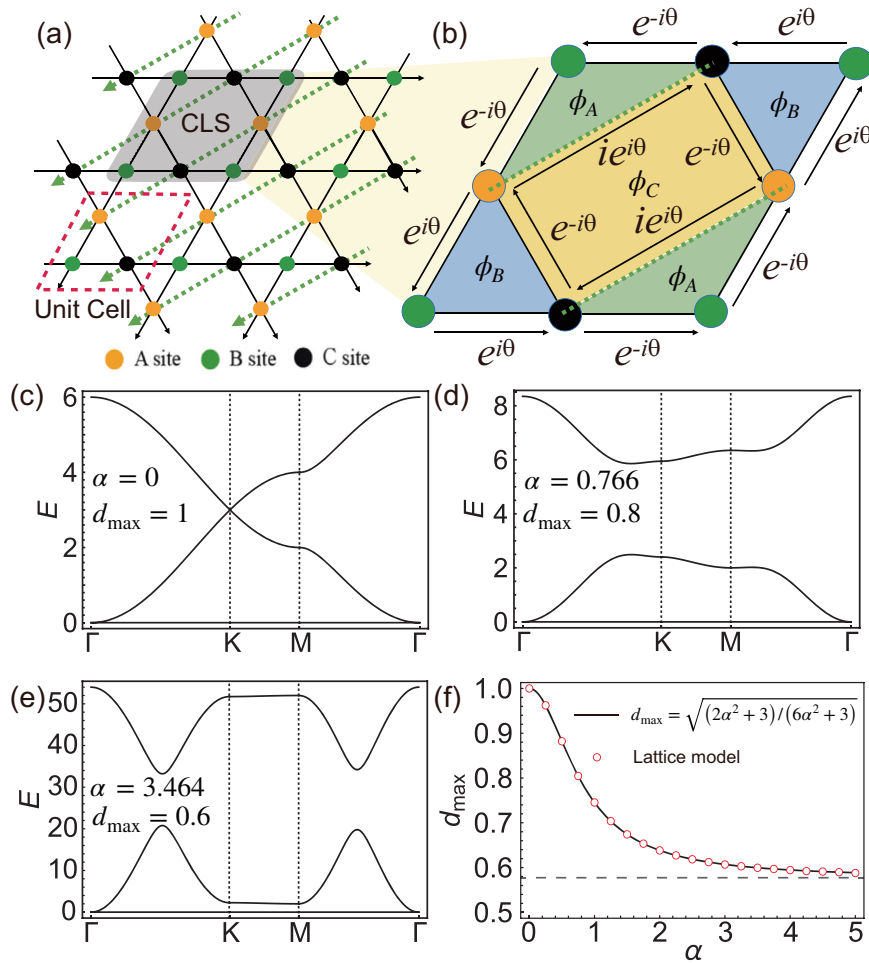 (a)
CLS
Unit Cell
A site B site C site
(b)
e^{-iθ} e^{-iθ}
ϕ_A ϕ_B
e^{-iθ} ie^{iθ} e^{-iθ} e^{iθ}
ϕ_C
e^{iθ} e^{-iθ} ie^{iθ}
ϕ_B ϕ_A e^{-iθ}
e^{iθ} e^{-iθ}
(c)
6
4
2
0
E
α = 0
d_max = 1
Γ K M Γ
(d)
8
6
4
2
0
E
α = 0.766
d_max = 0.8
Γ K M Γ
(e)
50
40
30
20
10
0
E
α = 3.464
d_max = 0.6
Γ K M Γ
(f)
1.0
0.9
0.8
0.7
0.6
0.5
d_max
d_max = √(2α² + 3)/(6α² + 3)
Lattice model
0 1 2 3 4 5
α